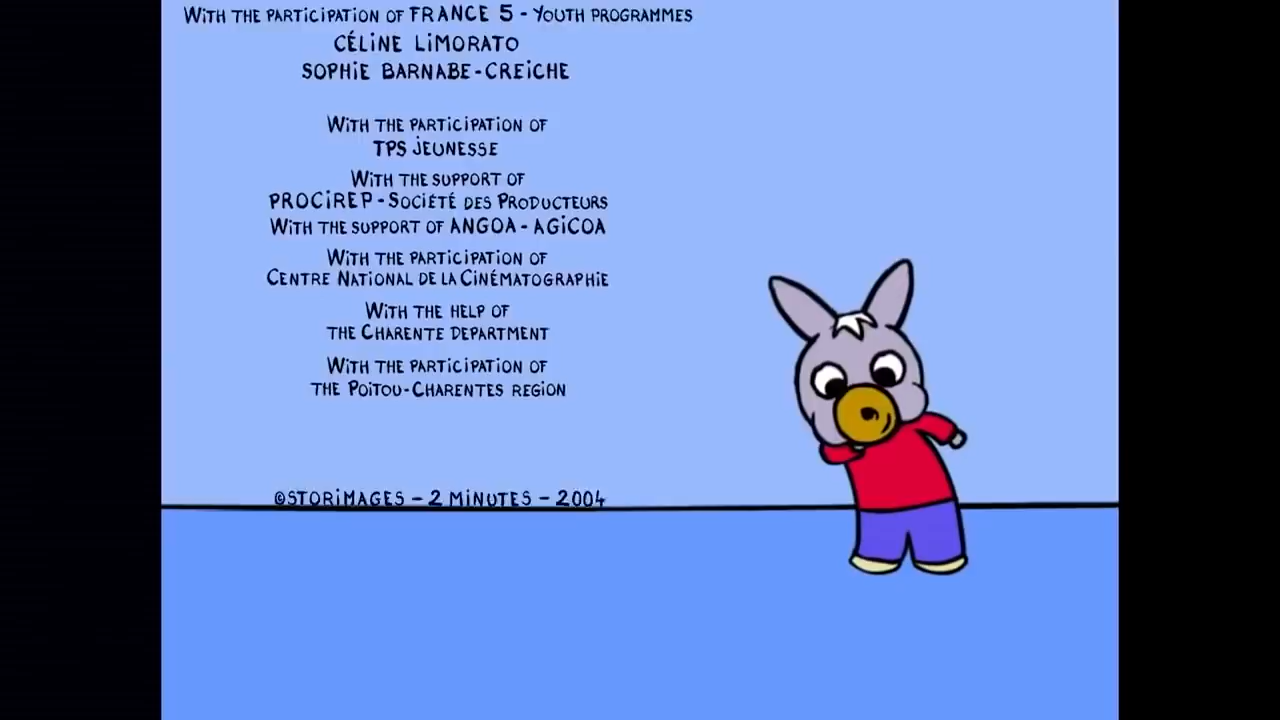 WiTH THE PARTiCiPATiON OF FRANCE 5 - YOUTH PROGRAMMES
CÉLiNE LiMORATO
SOPHiE BARNABE-CREiCHE
WiTH THE PARTiCiPATiON OF
TPS JEUNESSE
WiTH THE SUPPORT OF
PROCiREP - SOCiÉTÉ DES PRODUCTEURS
WiTH THE SUPPORT OF ANGOA - AGiCOA
WiTH THE PARTiCiPATiON OF
CENTRE NATiONAL DE LA CiNÉMATOGRAPHiE
WiTH THE HELP OF
THE CHARENTE DEPARTMENT
WiTH THE PARTiCiPATiON OF
THE POiTOU-CHARENTES REGiON
©STORiMAGES - 2 MiNUTES - 2004